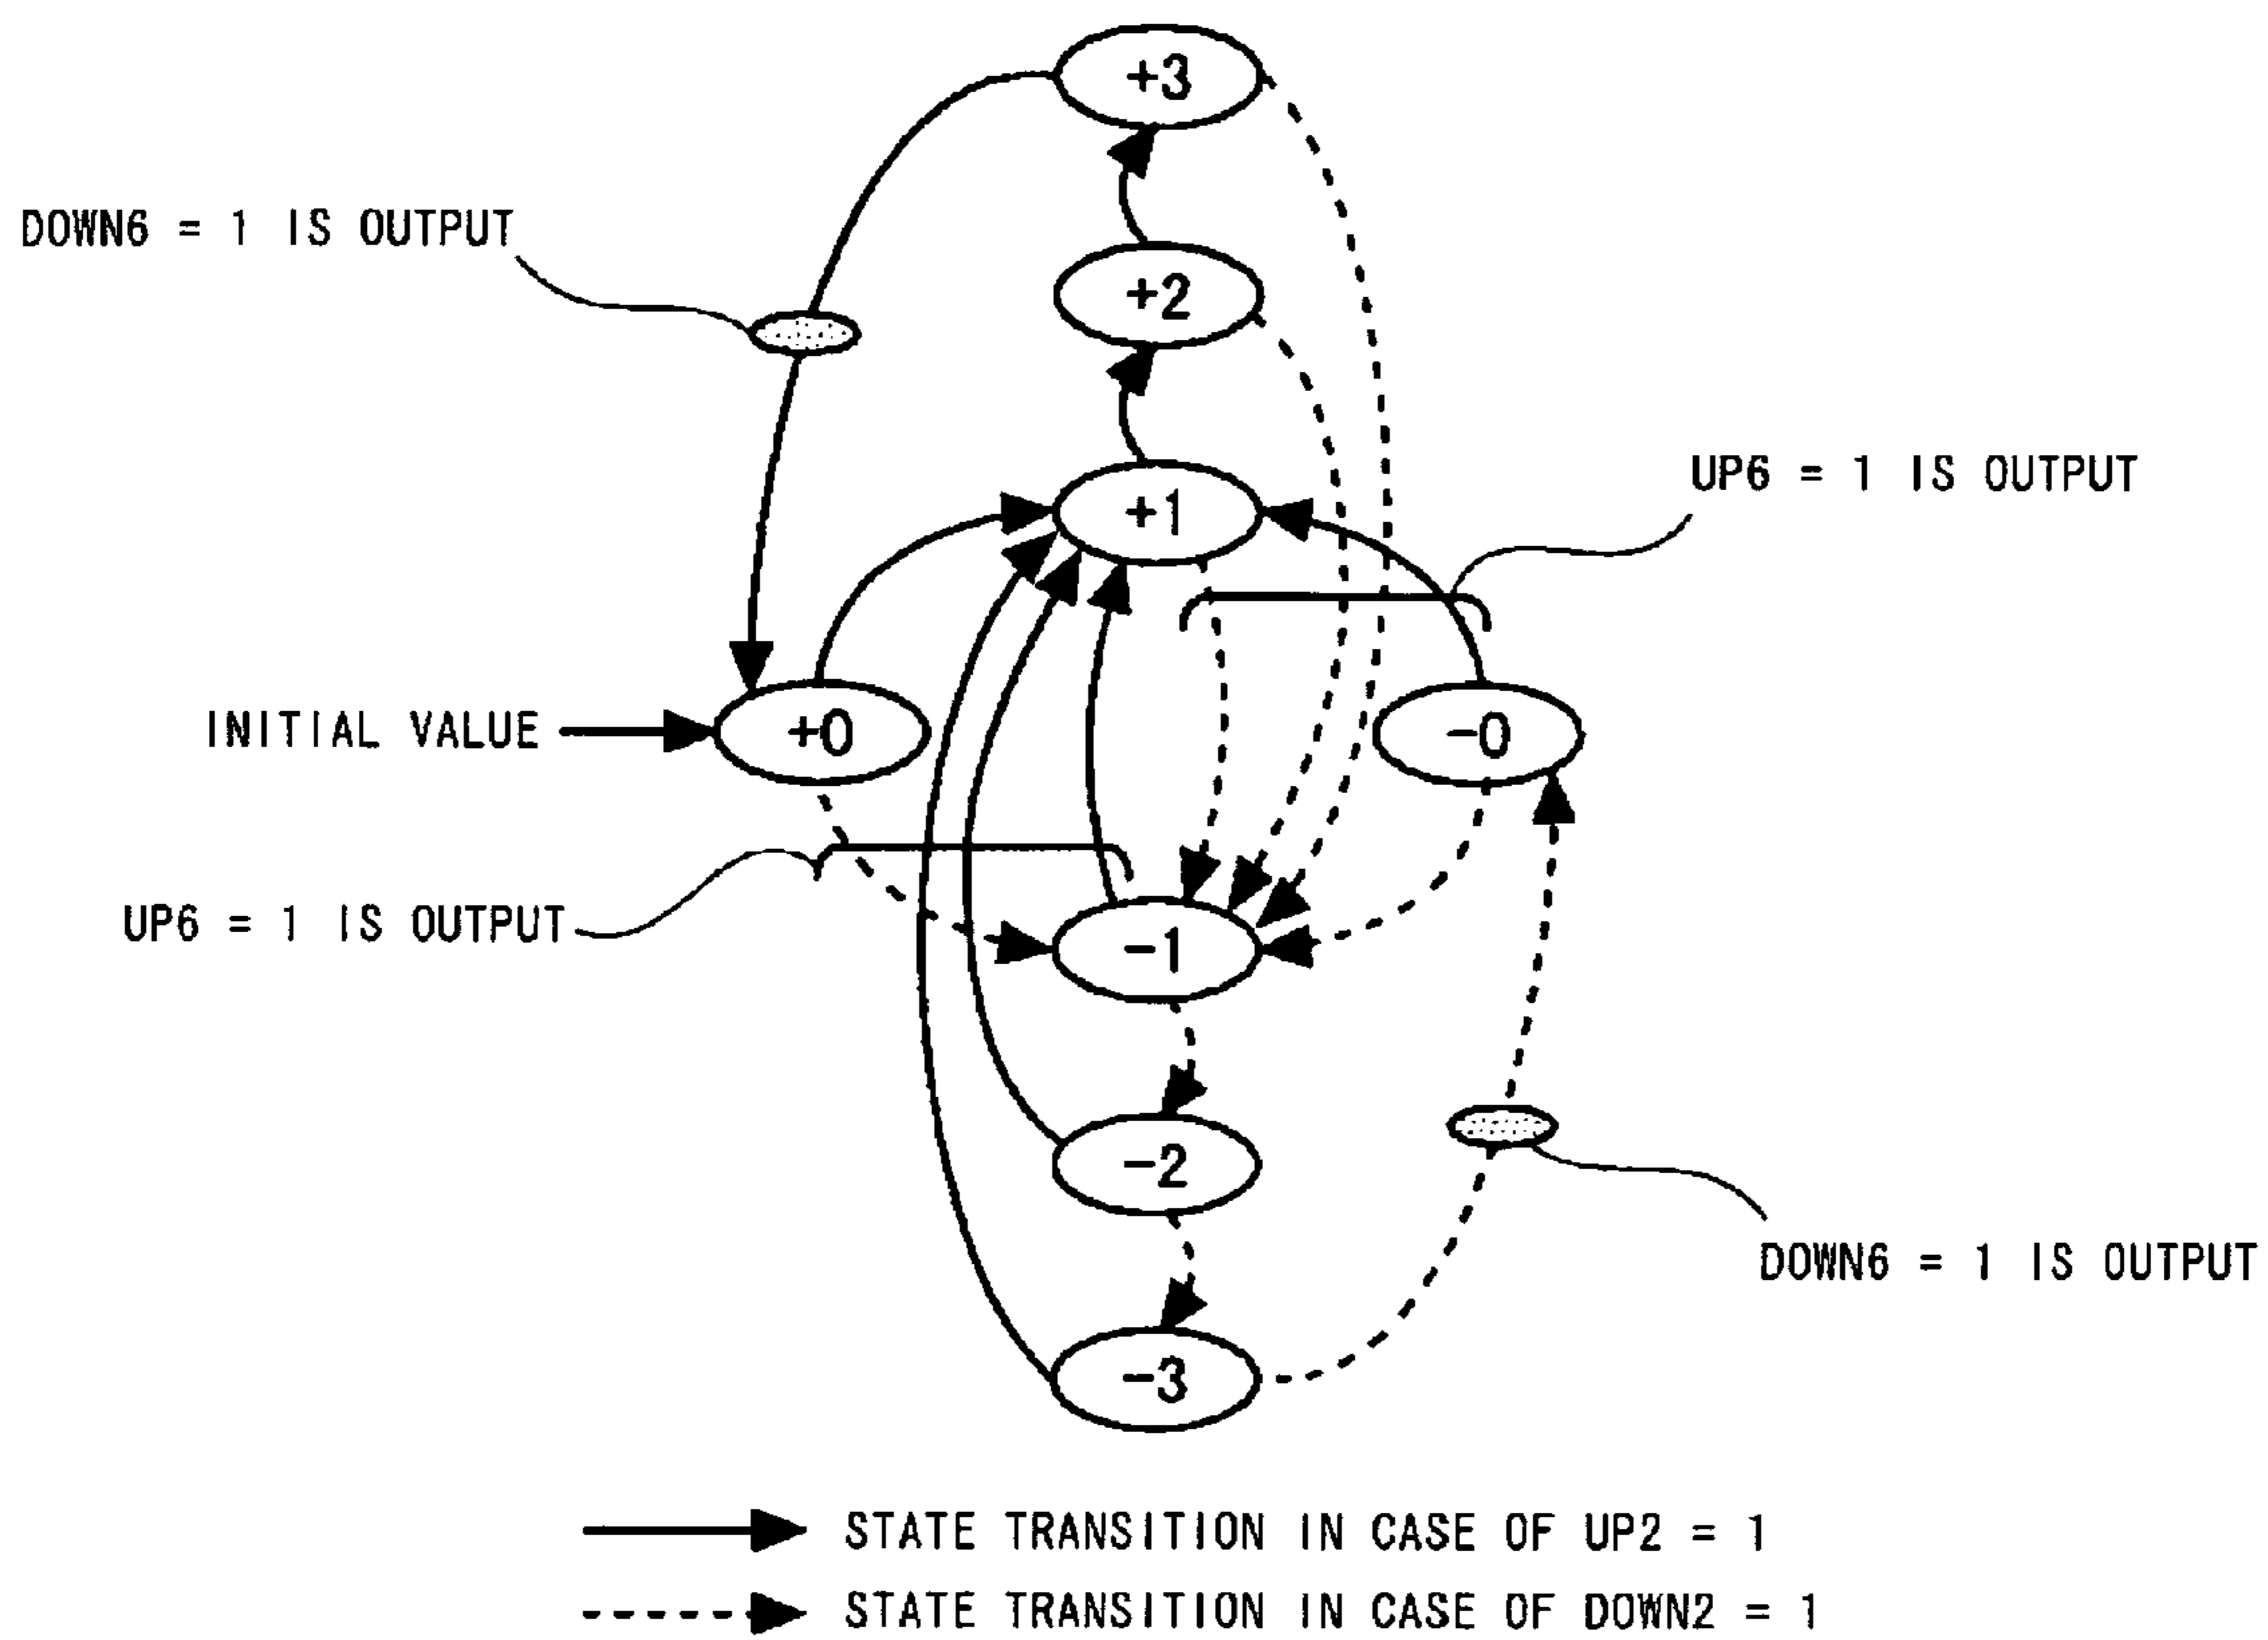 +3
DOWN6 = 1 IS OUTPUT
+2
UP6 = 1 IS OUTPUT
+1
INITIAL VALUE
+0
-0
UP6 = 1 IS OUTPUT
-1
-2
DOWN6 = 1 IS OUTPUT
-3
STATE TRANSITION IN CASE OF UP2 = 1
STATE TRANSITION IN CASE OF DOWN2 = 1